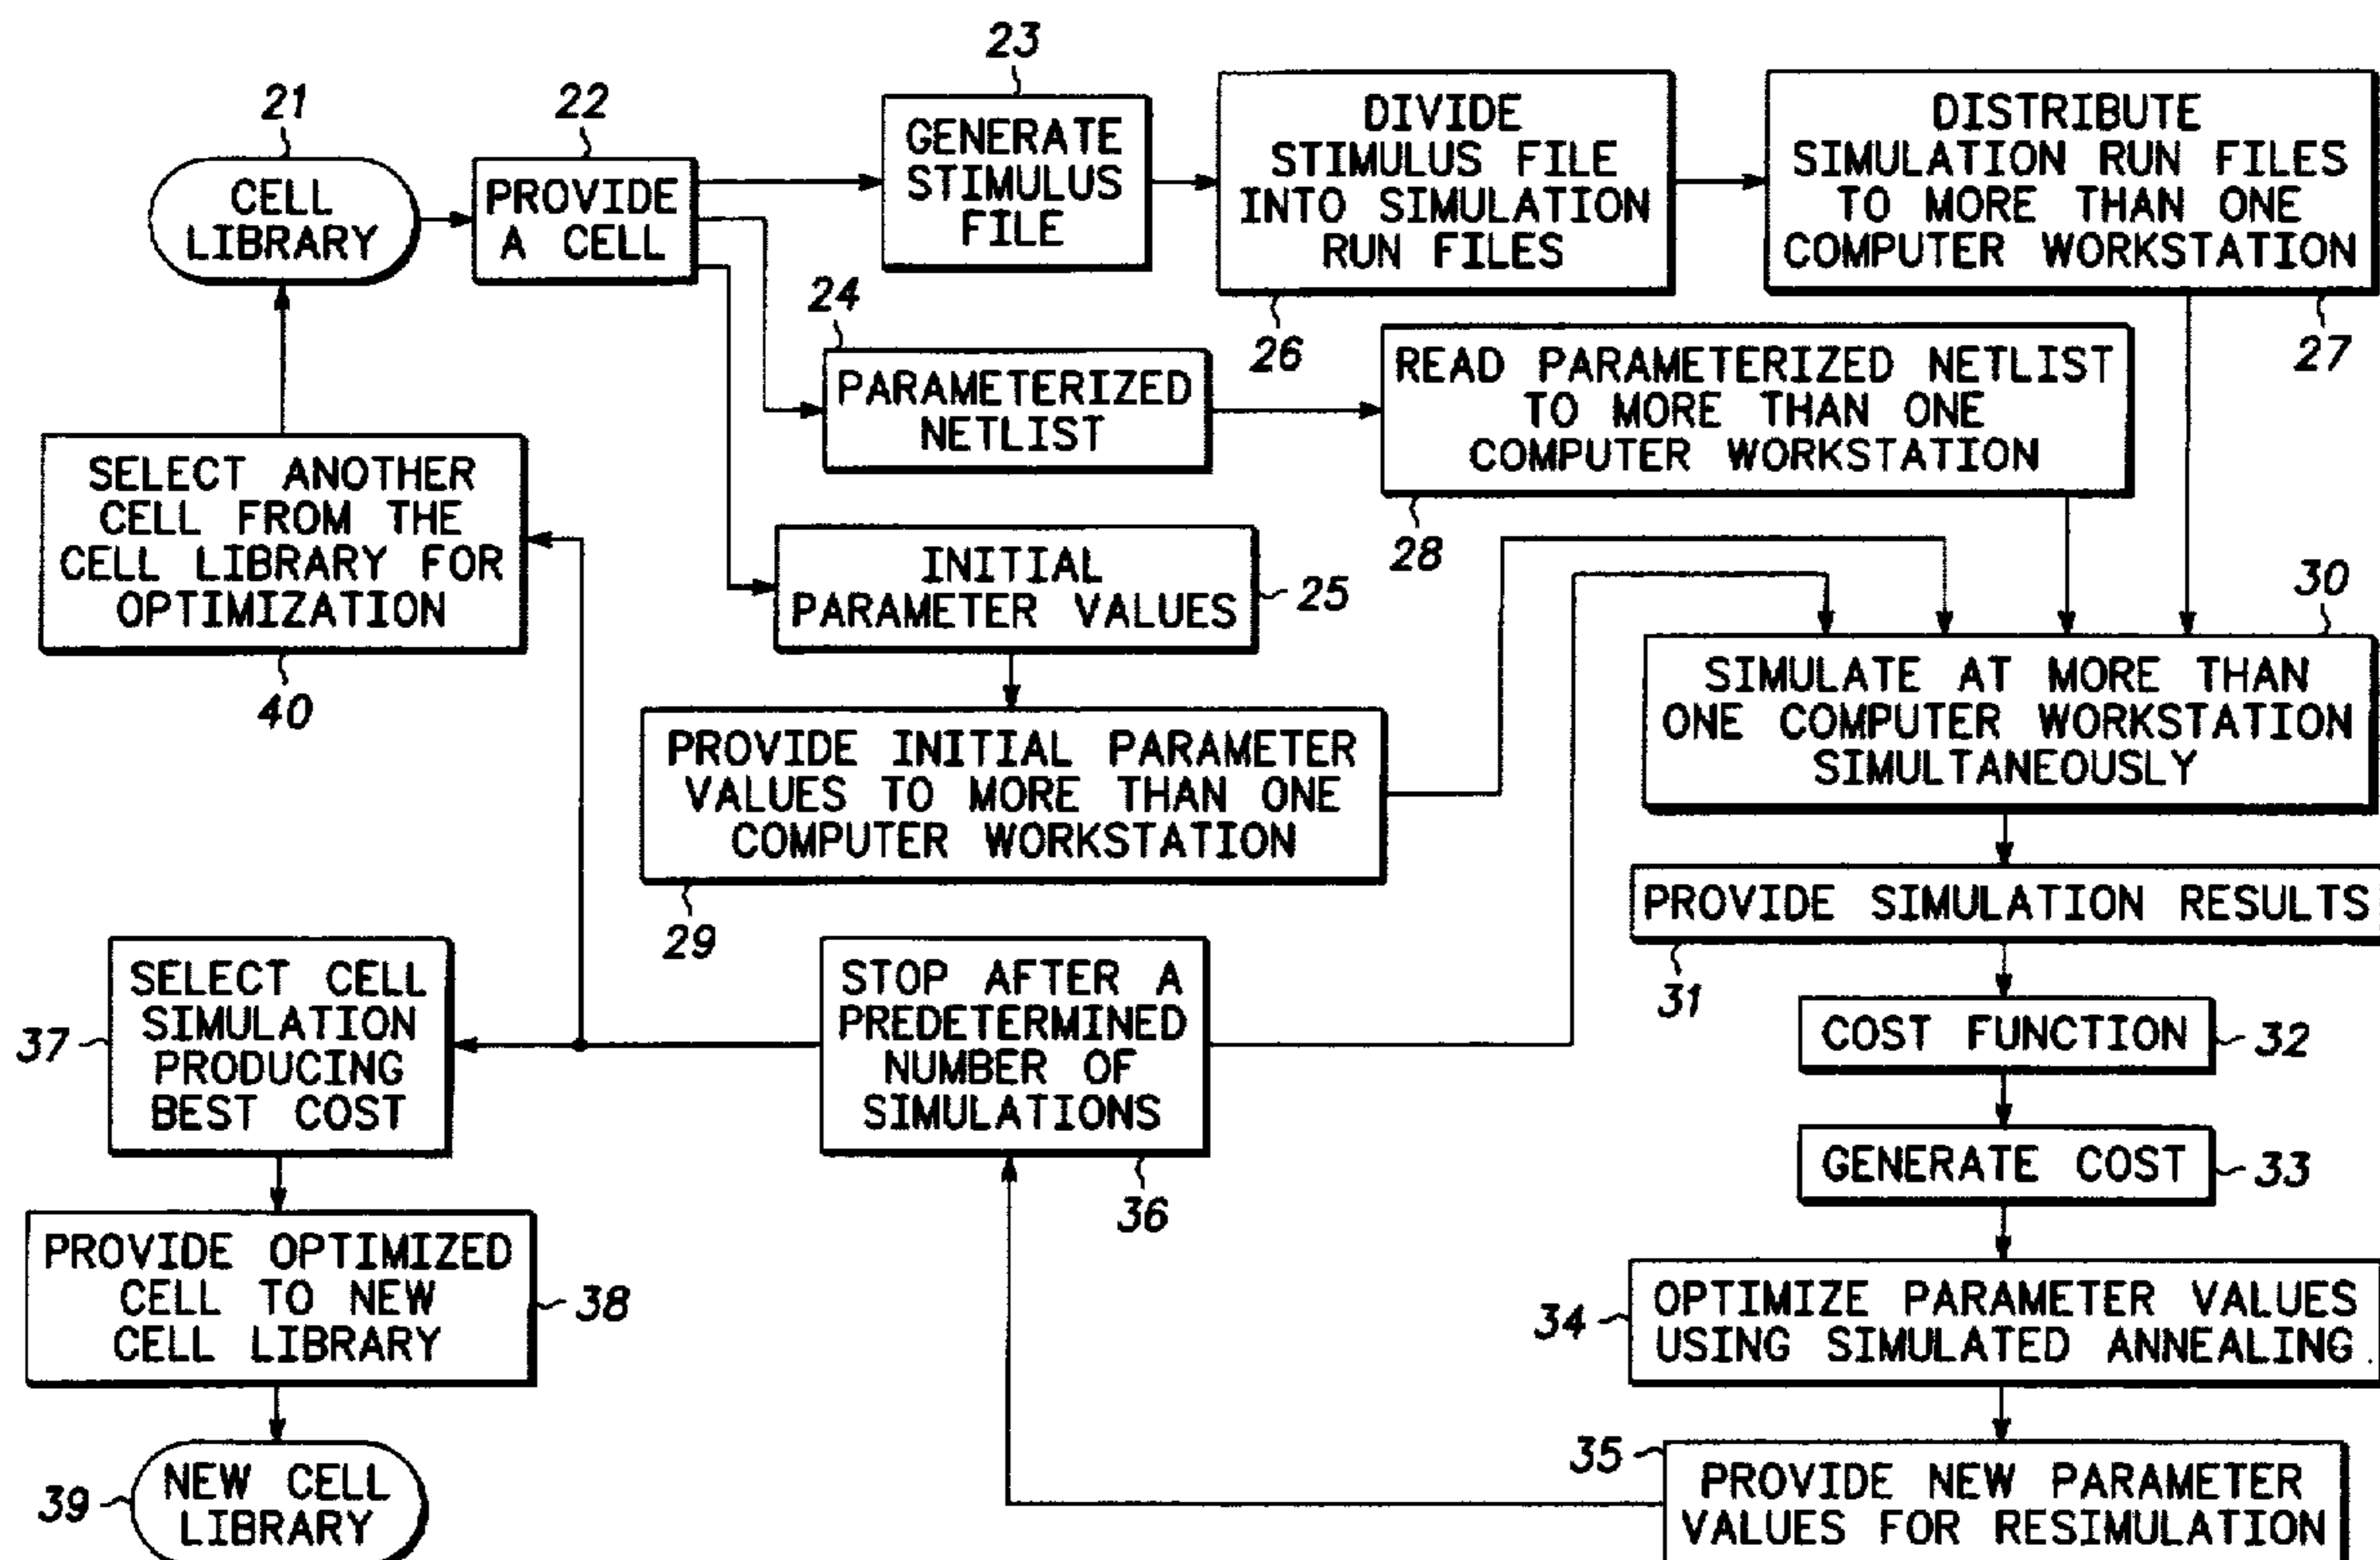 21
CELL
LIBRARY
22
PROVIDE
A CELL
23
GENERATE
STIMULUS
FILE
DIVIDE
STIMULUS FILE
INTO SIMULATION
RUN FILES
26
DISTRIBUTE
SIMULATION RUN FILES
TO MORE THAN ONE
COMPUTER WORKSTATION
27
24
PARAMETERIZED
NETLIST
READ PARAMETERIZED NETLIST
TO MORE THAN ONE
COMPUTER WORKSTATION
28
SELECT ANOTHER
CELL FROM THE
CELL LIBRARY FOR
OPTIMIZATION
40
INITIAL
PARAMETER VALUES
25
PROVIDE INITIAL PARAMETER
VALUES TO MORE THAN ONE
COMPUTER WORKSTATION
29
30
SIMULATE AT MORE THAN
ONE COMPUTER WORKSTATION
SIMULTANEOUSLY
PROVIDE SIMULATION RESULTS
31
COST FUNCTION
32
GENERATE COST
33
34
OPTIMIZE PARAMETER VALUES
USING SIMULATED ANNEALING
35
PROVIDE NEW PARAMETER
VALUES FOR RESIMULATION
STOP AFTER A
PREDETERMINED
NUMBER OF
SIMULATIONS
36
37
SELECT CELL
SIMULATION
PRODUCING
BEST COST
PROVIDE OPTIMIZED
CELL TO NEW
CELL LIBRARY
38
39
NEW CELL
LIBRARY